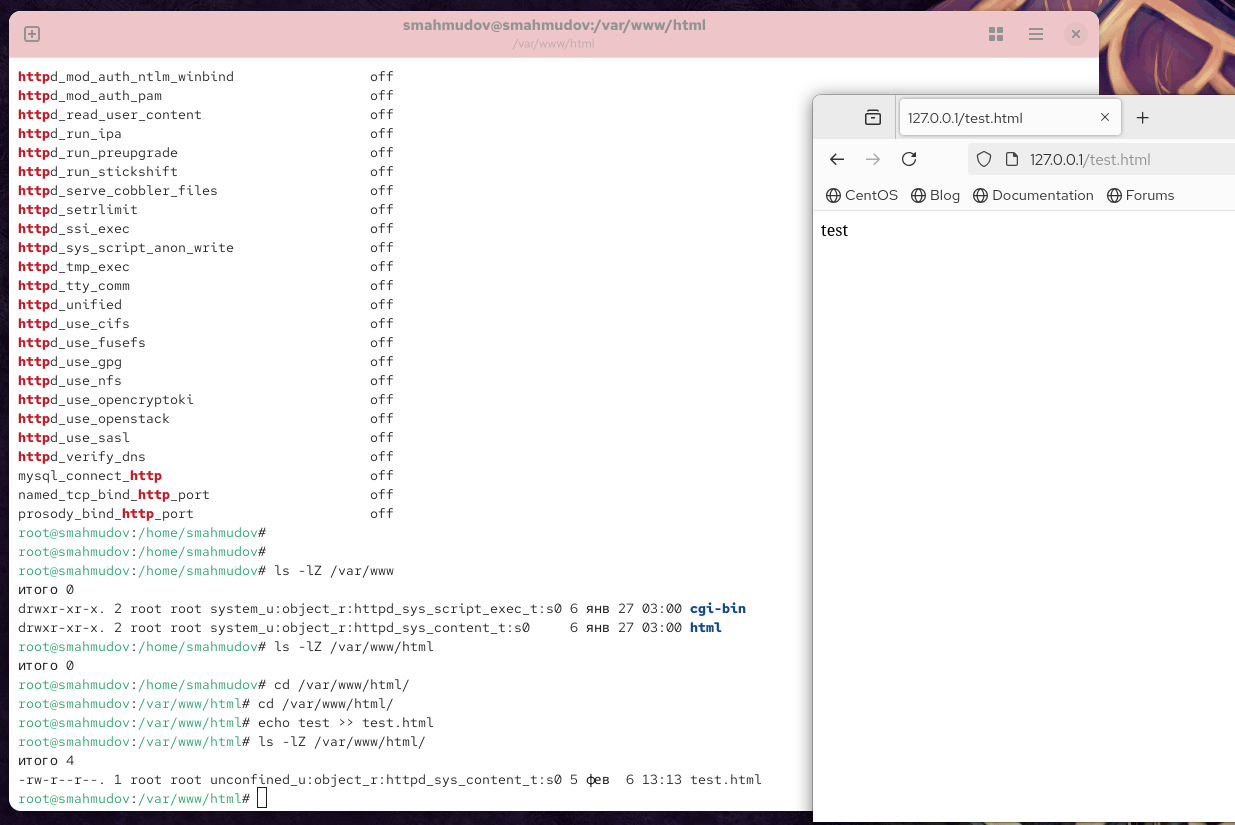 smahmudov@smahmudov:/var/www/html
/var/www/html
httpd_mod_auth_ntlm_winbind off
httpd_mod_auth_pam off
httpd_read_user_content off
httpd_run_ipa off
httpd_run_preupgrade off
httpd_run_stickshift off
httpd_serve_cobbler_files off
httpd_setrlimit off
httpd_ssi_exec off
httpd_sys_script_anon_write off
httpd_tmp_exec off
httpd_tty_comm off
httpd_unified off
httpd_use_cifs off
httpd_use_fusefs off
httpd_use_gpg off
httpd_use_nfs off
httpd_use_opencryptoki off
httpd_use_openstack off
httpd_use_sasl off
httpd_verify_dns off
mysql_connect_http off
named_tcp_bind_http_port off
prosody_bind_http_port off
root@smahmudov:/home/smahmudov#
root@smahmudov:/home/smahmudov#
root@smahmudov:/home/smahmudov# ls -lZ /var/www
итого 0
drwxr-xr-x. 2 root root system_u:object_r:httpd_sys_script_exec_t:s0 6 янв 27 03:00 cgi-bin
drwxr-xr-x. 2 root root system_u:object_r:httpd_sys_content_t:s0 6 янв 27 03:00 html
root@smahmudov:/home/smahmudov# ls -lZ /var/www/html
итого 0
root@smahmudov:/home/smahmudov# cd /var/www/html/
root@smahmudov:/var/www/html# cd /var/www/html/
root@smahmudov:/var/www/html# echo test >> test.html
root@smahmudov:/var/www/html# ls -lZ /var/www/html/
итого 4
-rw-r--r--. 1 root root unconfined_u:object_r:httpd_sys_content_t:s0 5 фев 6 13:13 test.html
root@smahmudov:/var/www/html#
127.0.0.1/test.html
127.0.0.1/test.html
CentOS Blog Documentation Forums
test